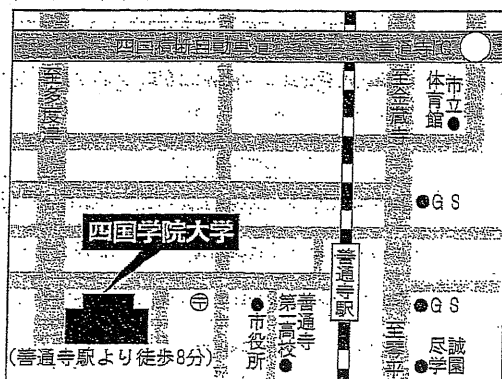 四国横断自動車道
善通寺IC
至多度津
至金蔵寺
市立
体育館
GS
四国学院大学
善通寺駅
GS
市役所
善通寺
第一高校
至琴平
尽誠
学園
(善通寺駅より徒歩8分)